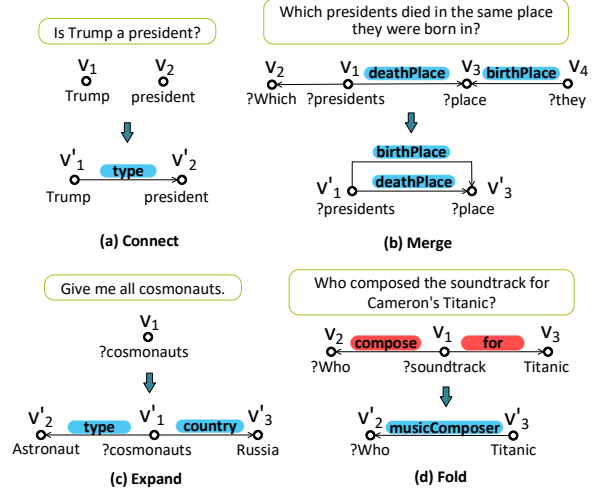 Is Trump a president?
v1 v2
Trump president
type
v'1 v'2
Trump president
(a) Connect
Which presidents died in the same place
they were born in?
v2 v1 deathPlace v3 birthPlace v4
?Which ?presidents ?place ?they
birthPlace
v'1 deathPlace v'3
?presidents ?place
(b) Merge
Give me all cosmonauts.
v1
?cosmonauts
v'2 type v'1 country v'3
Astronaut ?cosmonauts Russia
(c) Expand
Who composed the soundtrack for
Cameron's Titanic?
v2 compose v1 for v3
?Who ?soundtrack Titanic
v'2 musicComposer v'3
?Who Titanic
(d) Fold